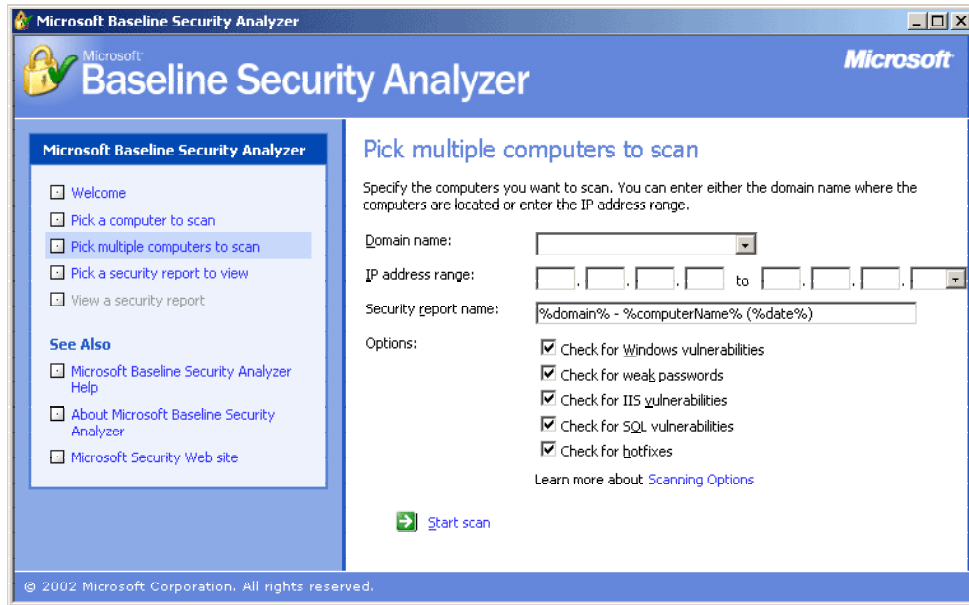 Microsoft Baseline Security Analyzer
Microsoft
Baseline Security Analyzer
Microsoft
Microsoft Baseline Security Analyzer
Welcome
Pick a computer to scan
Pick multiple computers to scan
Pick a security report to view
View a security report
See Also
Microsoft Baseline Security Analyzer
Help
About Microsoft Baseline Security
Analyzer
Microsoft Security Web site
Pick multiple computers to scan
Specify the computers you want to scan. You can enter either the domain name where the
computers are located or enter the IP address range.
Domain name:
IP address range:
. . . to . . .
Security report name:
%domain% - %computerName% (%date%)
Options:
Check for Windows vulnerabilities
Check for weak passwords
Check for IIS vulnerabilities
Check for SQL vulnerabilities
Check for hotfixes
Learn more about Scanning Options
Start scan
© 2002 Microsoft Corporation. All rights reserved.